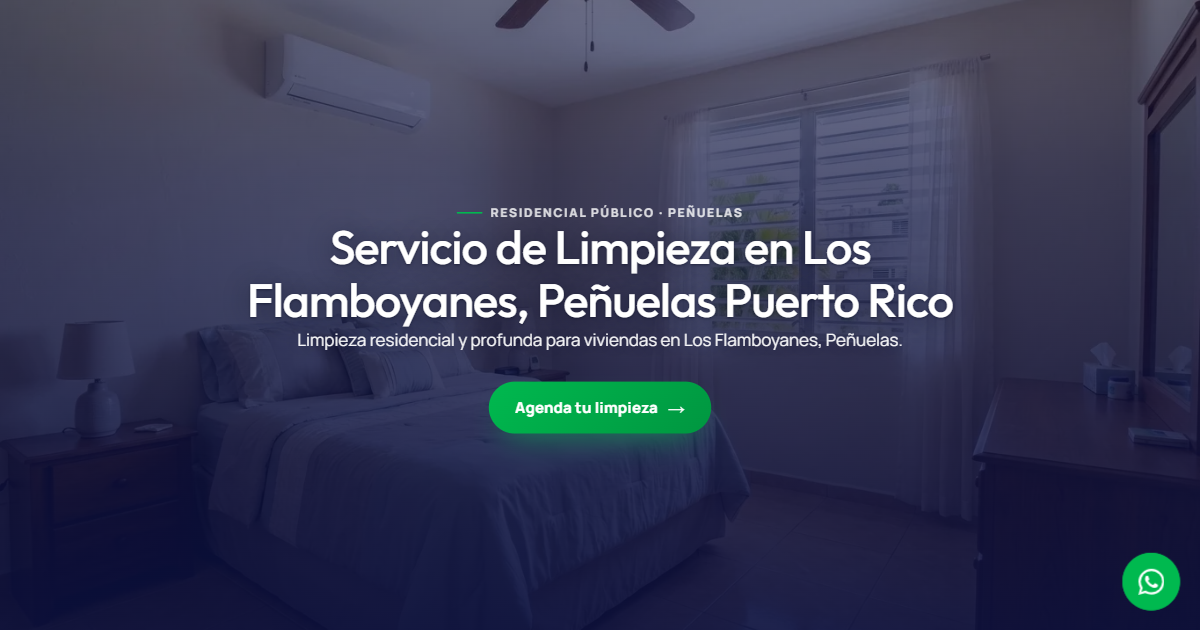 RESIDENCIAL PÚBLICO · PEÑUELAS
Servicio de Limpieza en Los
Flamboyanes, Peñuelas Puerto Rico
Limpieza residencial y profunda para viviendas en Los Flamboyanes, Peñuelas.
Agenda tu limpieza →